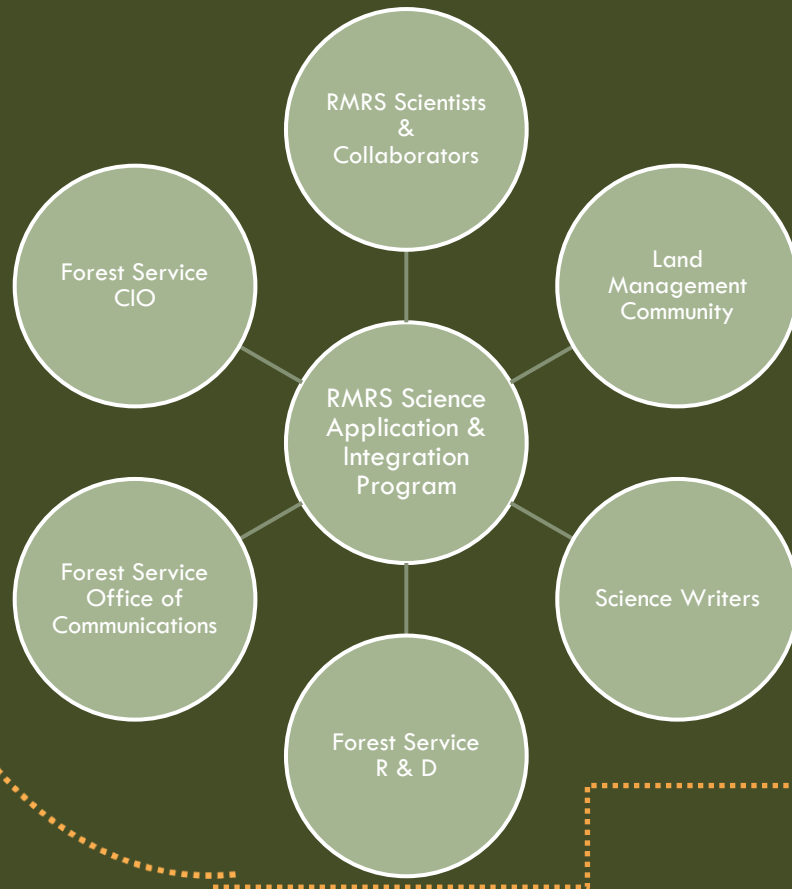 RMRS Scientists
&
Collaborators
Forest Service
CIO
Land
Management
Community
RMRS Science
Application &
Integration
Program
Forest Service
Office of
Communications
Science Writers
Forest Service
R & D